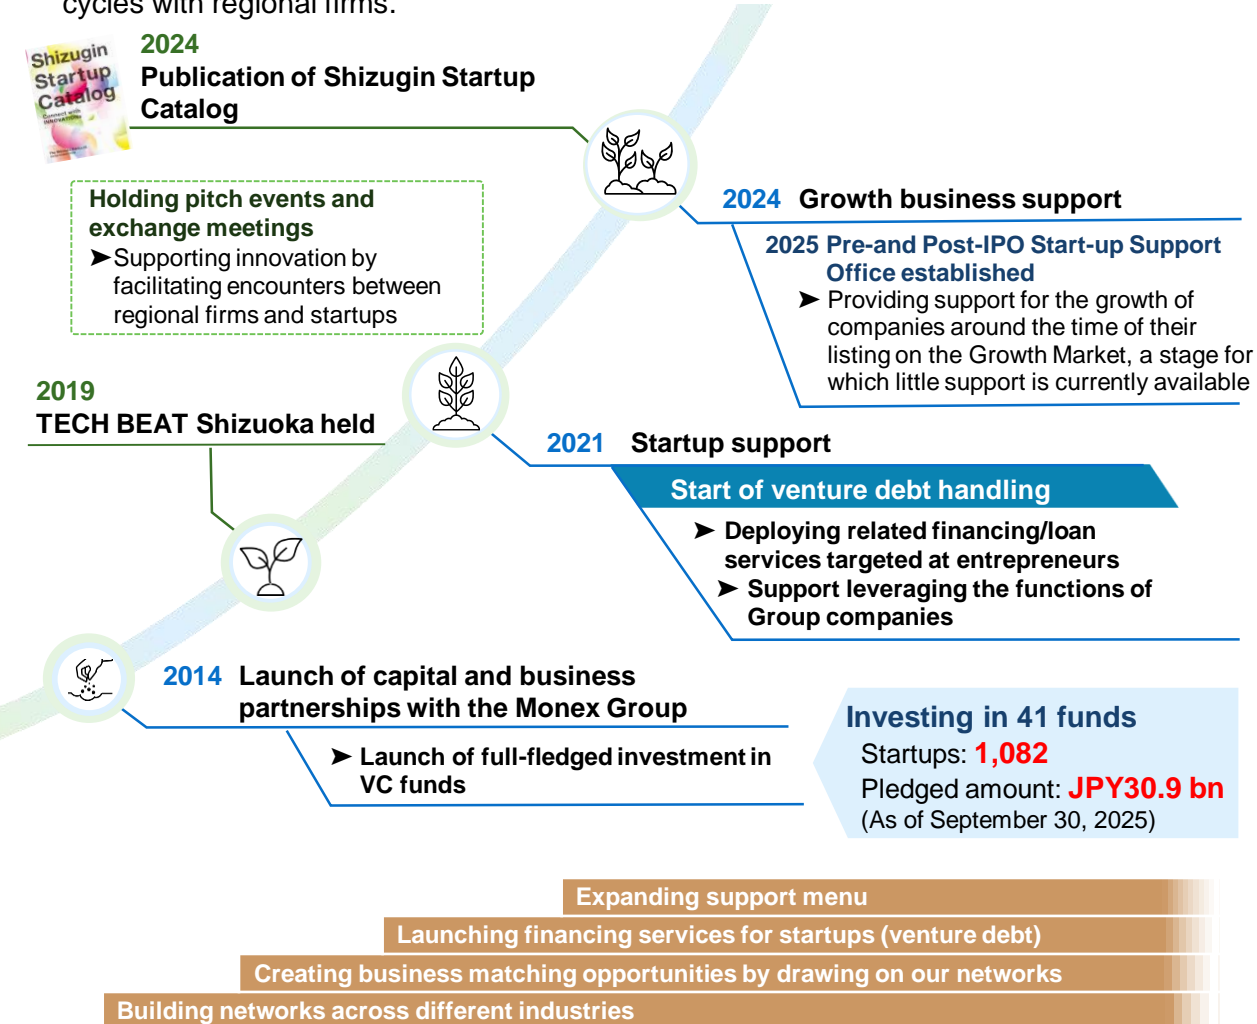 cycles with regional firms.
Shizugin
Startup
Catalog
Connect with
INNOVATION
2024
Publication of Shizugin Startup
Catalog
Holding pitch events and
exchange meetings
➤Supporting innovation by
facilitating encounters between
regional firms and startups
2024 Growth business support
2025 Pre-and Post-IPO Start-up Support
Office established
➤ Providing support for the growth of
companies around the time of their
listing on the Growth Market, a stage for
which little support is currently available
2019
TECH BEAT Shizuoka held
2021 Startup support
Start of venture debt handling
➤ Deploying related financing/loan
services targeted at entrepreneurs
➤ Support leveraging the functions of
Group companies
2014 Launch of capital and business
partnerships with the Monex Group
➤ Launch of full-fledged investment in
VC funds
Investing in 41 funds
Startups: 1,082
Pledged amount: JPY30.9 bn
(As of September 30, 2025)
Expanding support menu
Launching financing services for startups (venture debt)
Creating business matching opportunities by drawing on our networks
Building networks across different industries